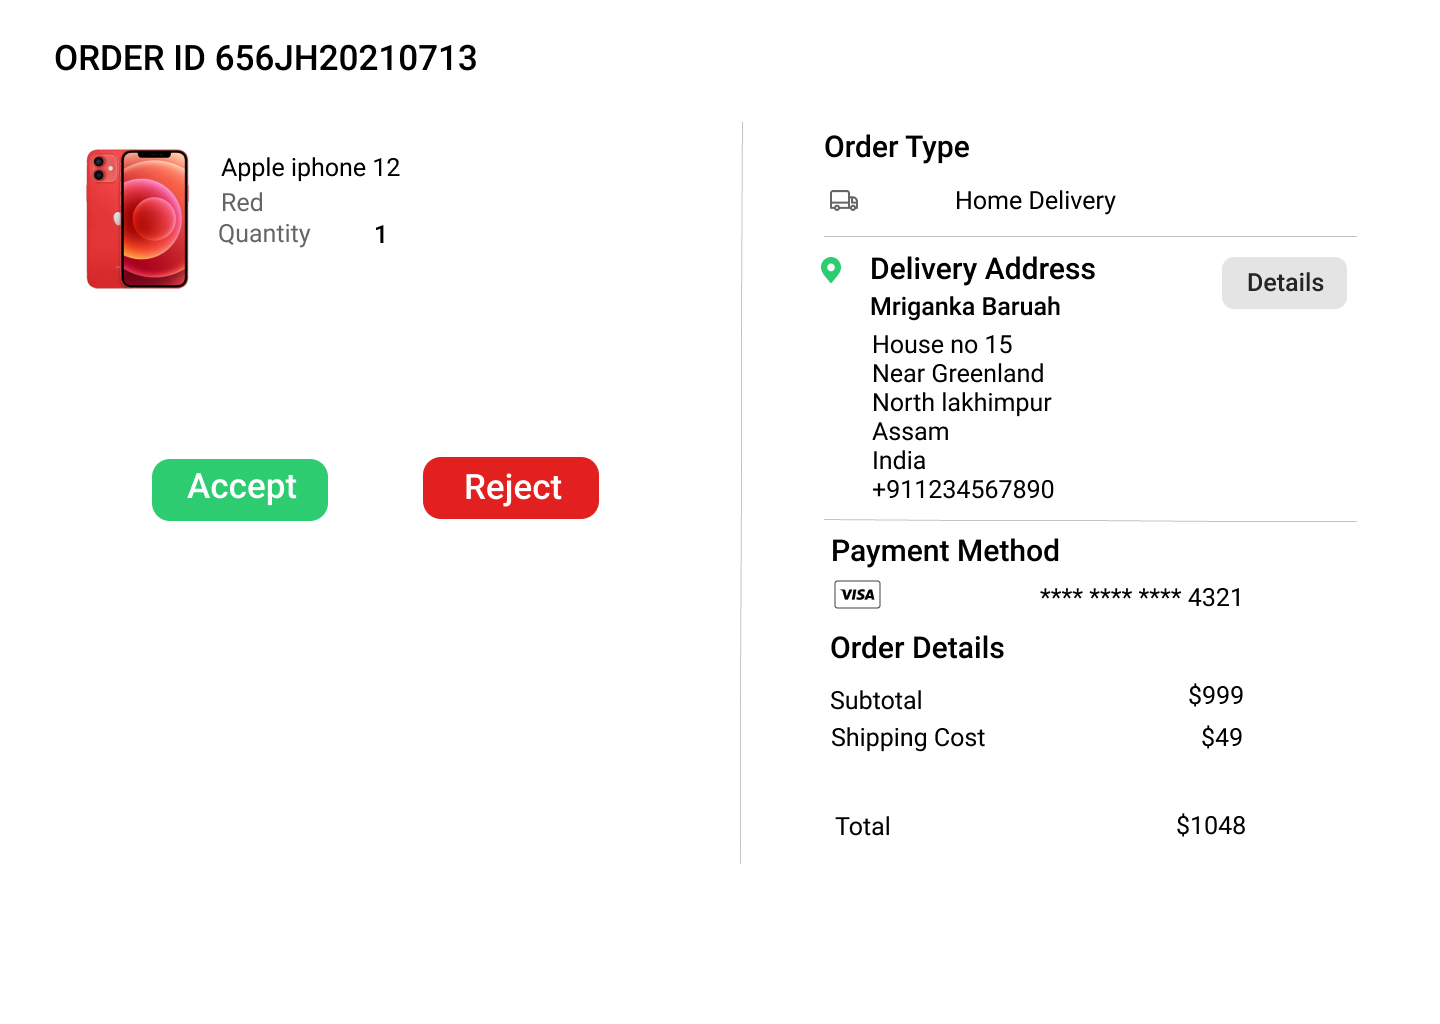 ORDER ID 656JH20210713
Apple iphone 12
Red
Quantity 1
Accept
Reject
Order Type
Home Delivery
Delivery Address
Details
Mriganka Baruah
House no 15
Near Greenland
North lakhimpur
Assam
India
+911234567890
Payment Method
VISA **** **** **** 4321
Order Details
Subtotal $999
Shipping Cost $49
Total $1048